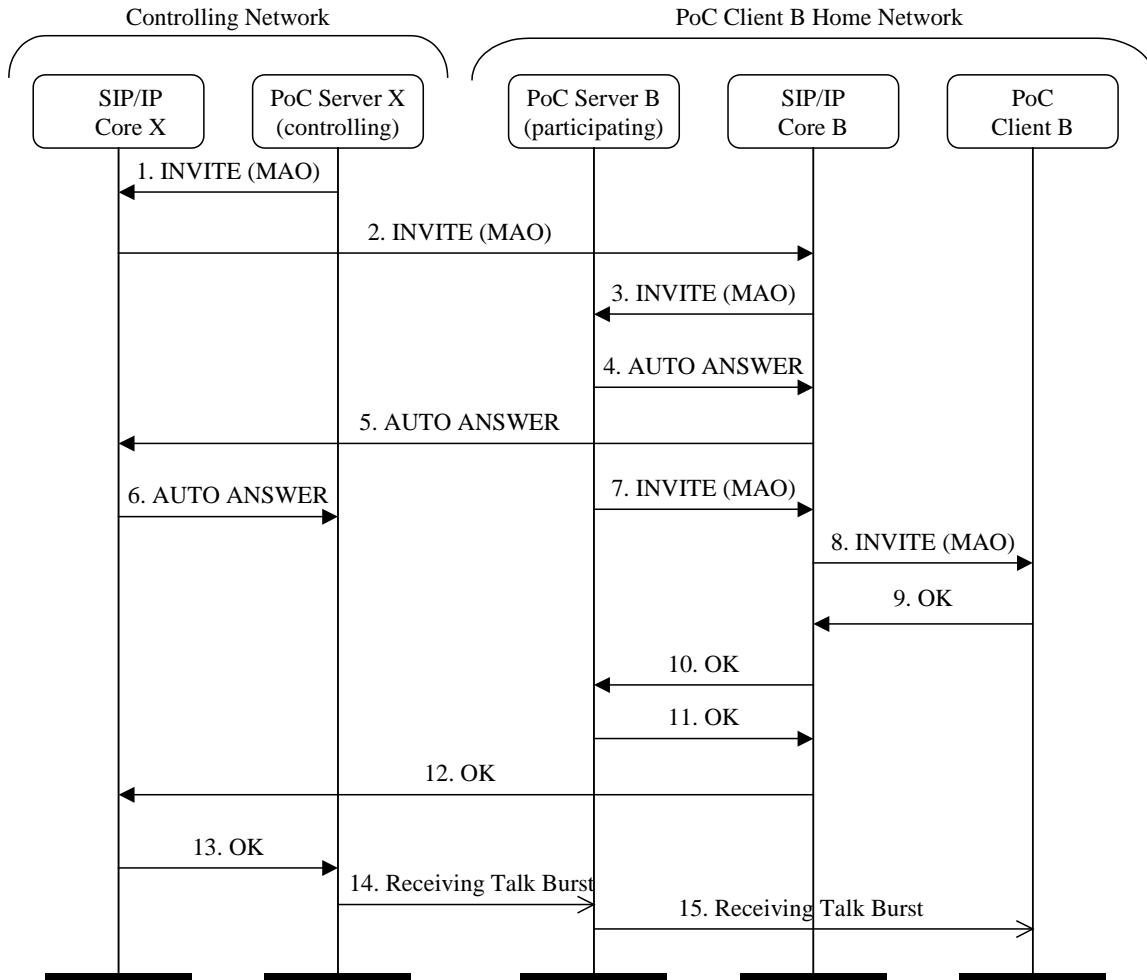 Controlling Network
PoC Client B Home Network
SIP/IP
Core X
PoC Server X
(controlling)
PoC Server B
(participating)
SIP/IP
Core B
PoC
Client B
1. INVITE (MAO)
2. INVITE (MAO)
3. INVITE (MAO)
4. AUTO ANSWER
5. AUTO ANSWER
6. AUTO ANSWER
7. INVITE (MAO)
8. INVITE (MAO)
9. OK
10. OK
11. OK
12. OK
13. OK
14. Receiving Talk Burst
15. Receiving Talk Burst